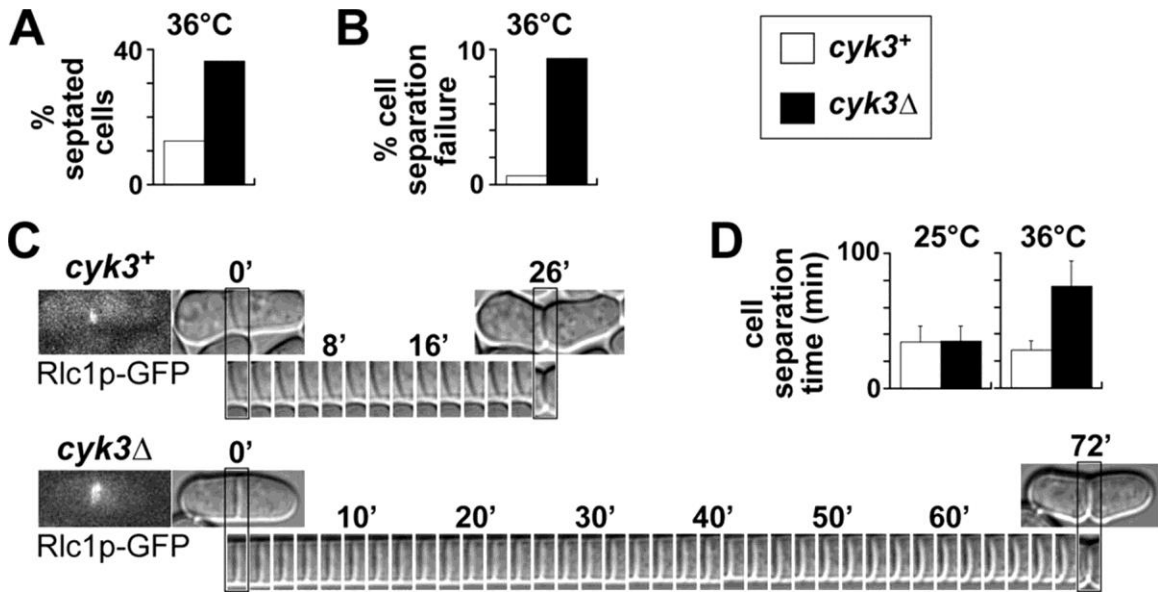 A
36°C
40
0
%
septated
cells
B
36°C
10
0
% cell
separation
failure
cyk3+
cyk3Δ
C
cyk3+
0’
26’
8’
16’
Rlc1p-GFP
cyk3Δ
0’
72’
10’
20’
30’
40’
50’
60’
Rlc1p-GFP
D
25°C
36°C
100
0
cell
separation
time (min)